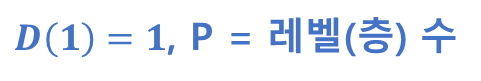 D(1) = 1, P = 레벨(층) 수